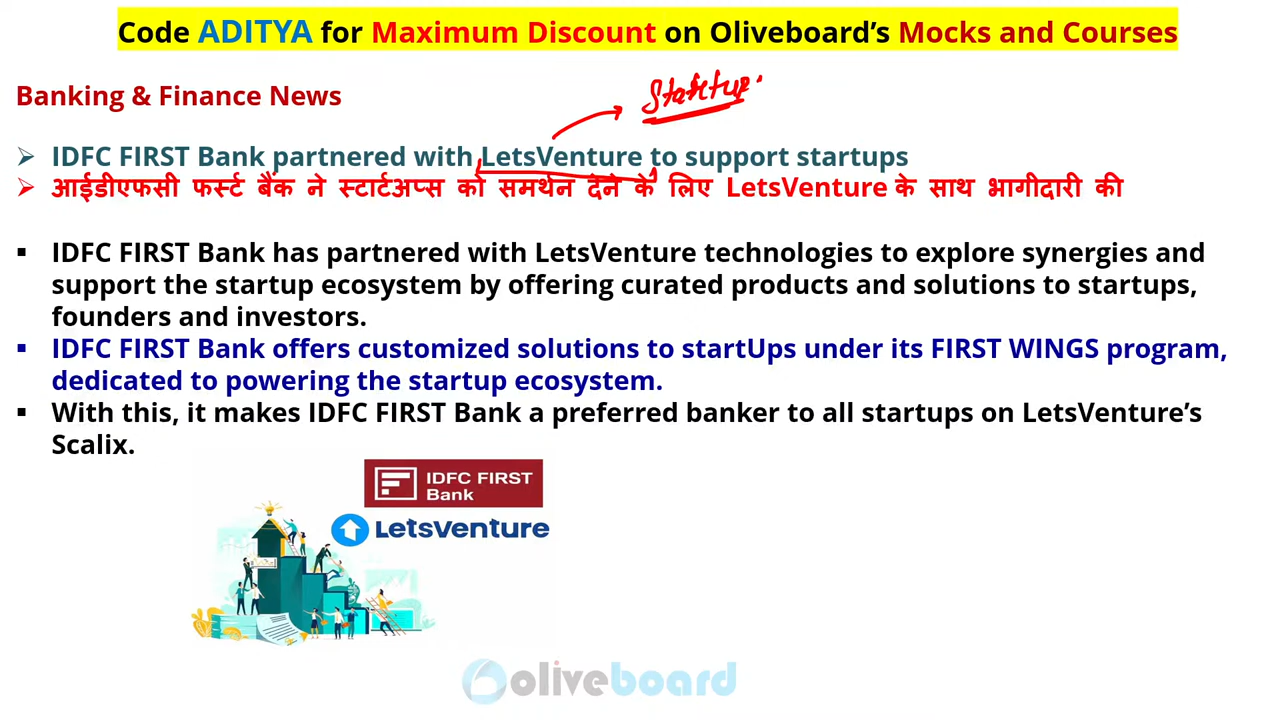 Code ADITYA for Maximum Discount on Oliveboard's Mocks and Courses
Startup
Banking & Finance News
➢ IDFC FIRST Bank partnered with LetsVenture to support startups
➢ आईडीएफसी फर्स्ट बैंक ने स्टार्टअप्स को समर्थन देने के लिए LetsVenture के साथ भागीदारी की
▪ IDFC FIRST Bank has partnered with LetsVenture technologies to explore synergies and
support the startup ecosystem by offering curated products and solutions to startups,
founders and investors.
▪ IDFC FIRST Bank offers customized solutions to startUps under its FIRST WINGS program,
dedicated to powering the startup ecosystem.
▪ With this, it makes IDFC FIRST Bank a preferred banker to all startups on LetsVenture's
Scalix.
IDFC FIRST
Bank
LetsVenture
oliveboard